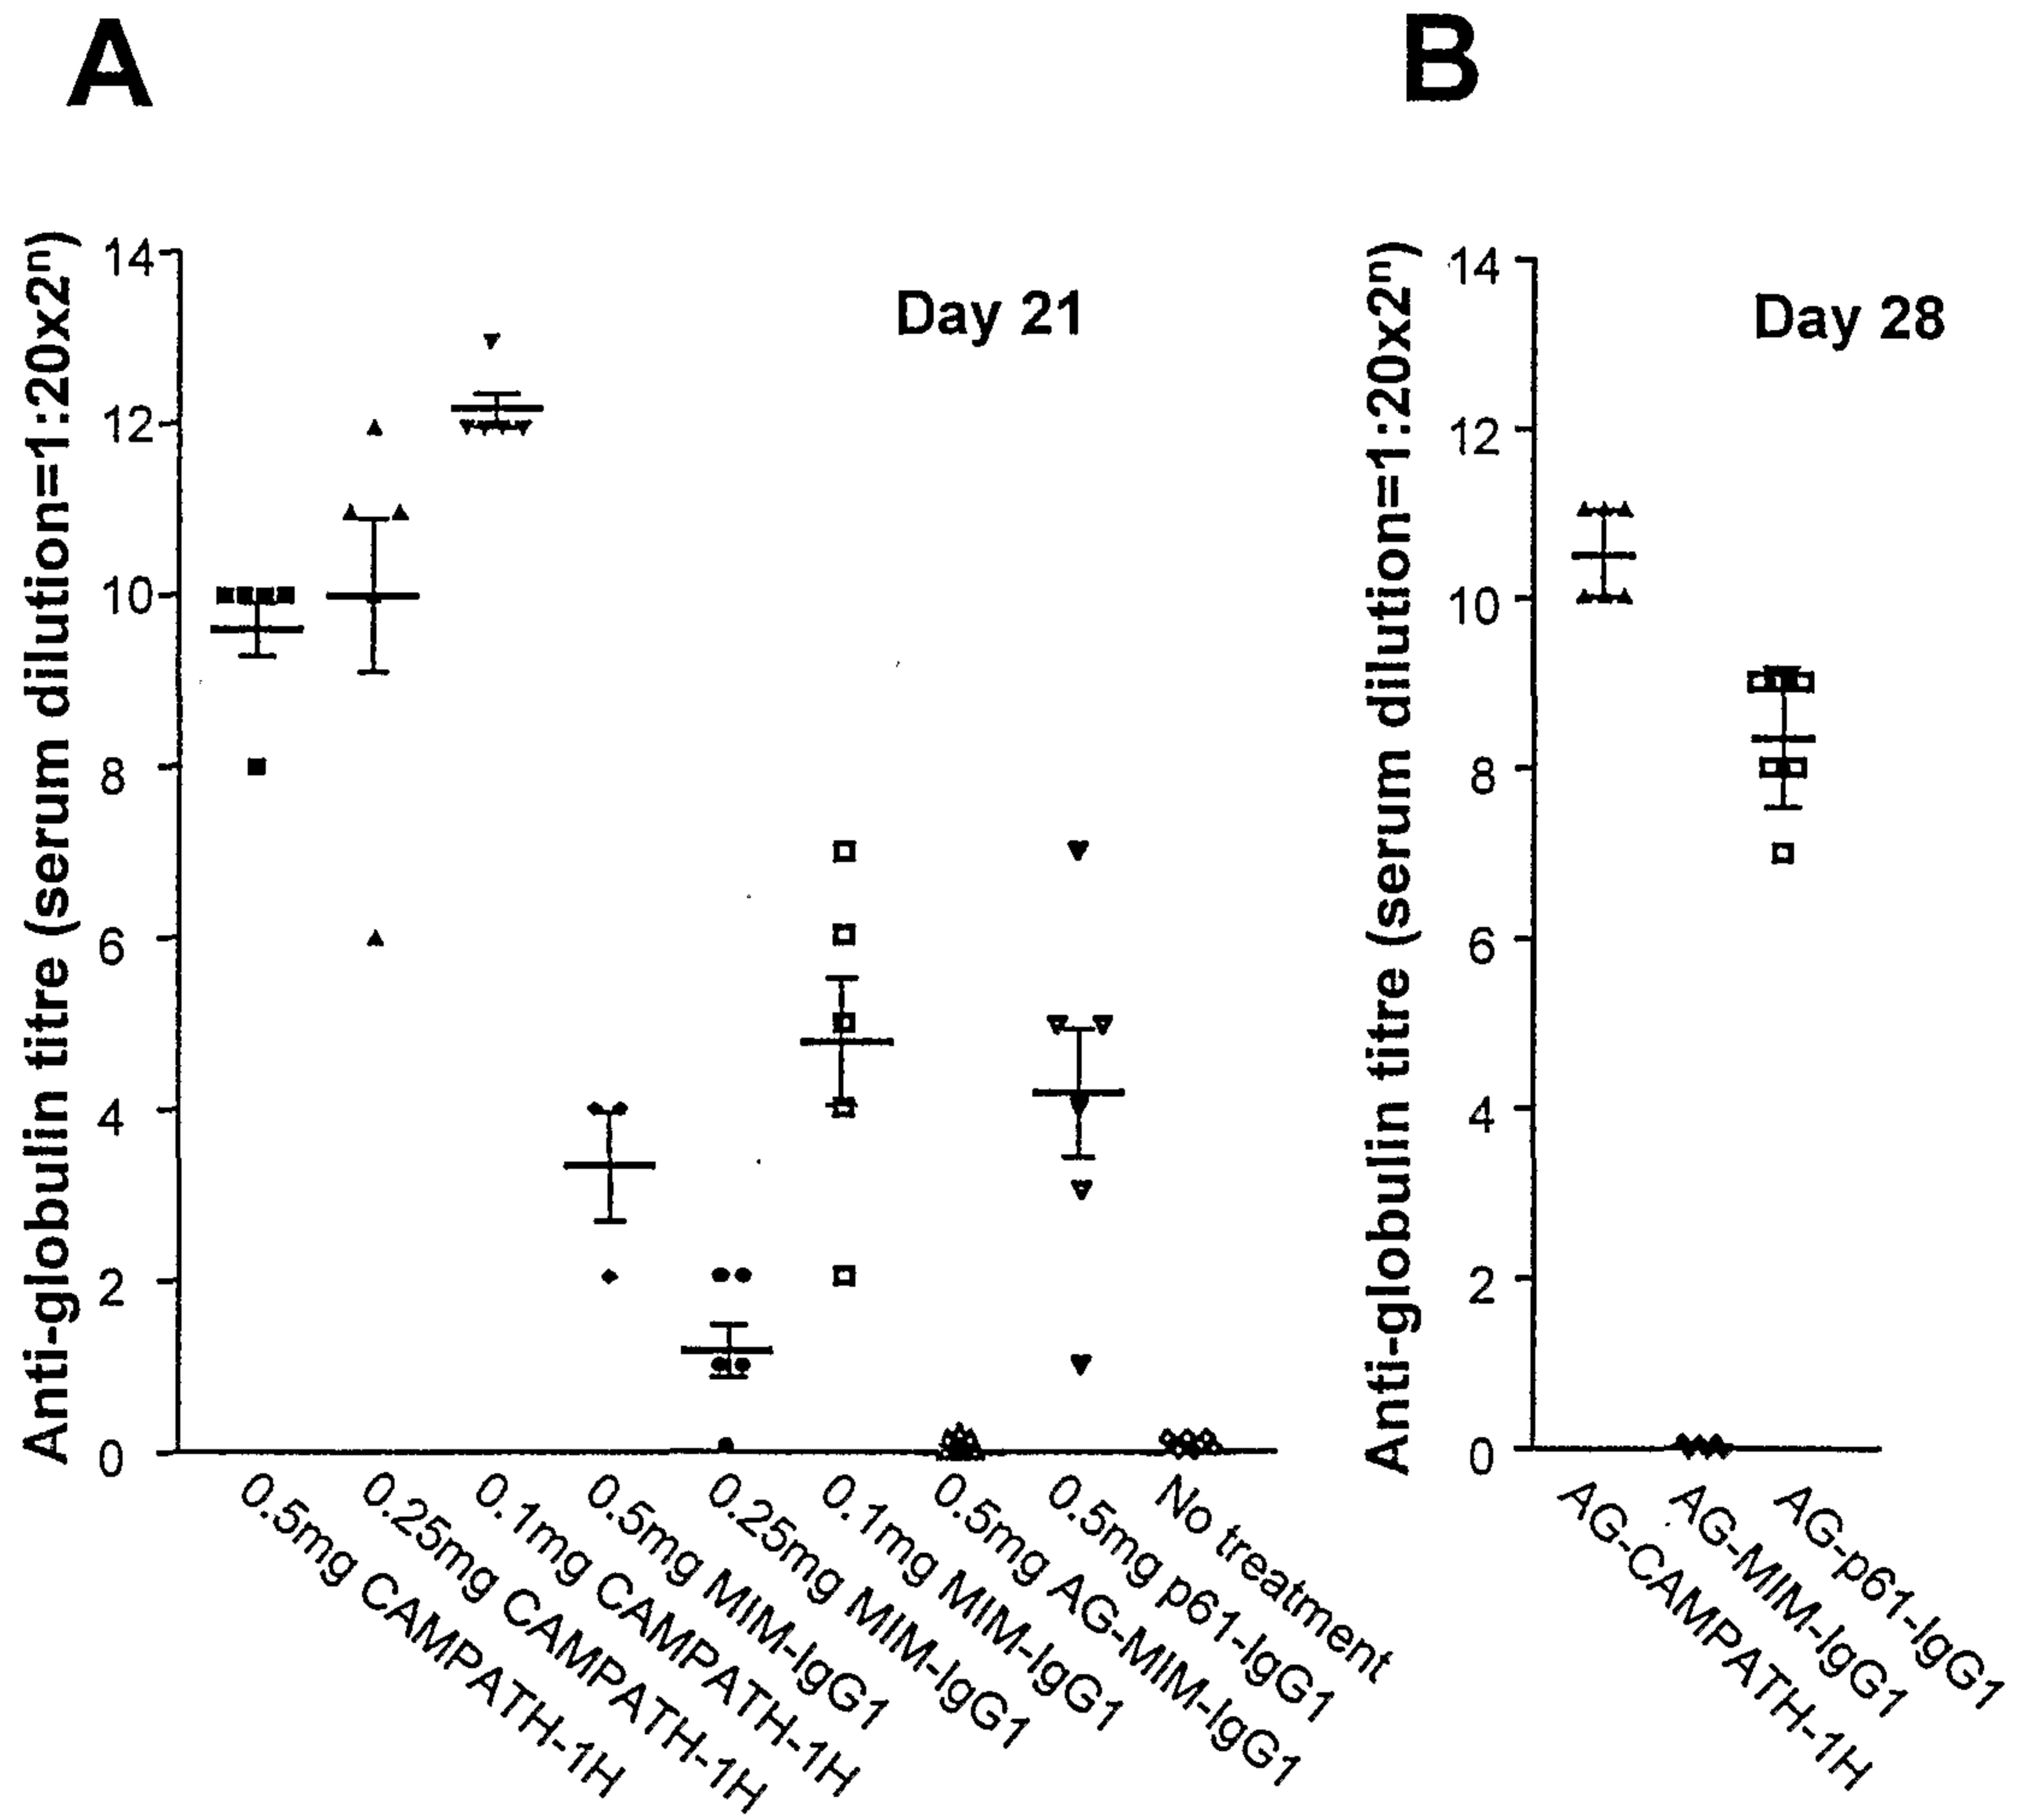 A
Anti-globulin titre (serum dilution=1:20x2ⁿ)
14
12
10
8
6
4
2
0
Day 21
0.5mg CAMPATH-1H
0.25mg CAMPATH-1H
0.1mg CAMPATH-1H
0.5mg MIM-IgG1
0.25mg MIM-IgG1
0.1mg MIM-IgG1
0.5mg AG-MIM-IgG1
0.5mg p61-IgG1
No treatment
B
Anti-globulin titre (serum dilution=1:20x2ⁿ)
14
12
10
8
6
4
2
0
Day 28
AG-CAMPATH-1H
AG-MIM-IgG1
AG-p61-IgG1